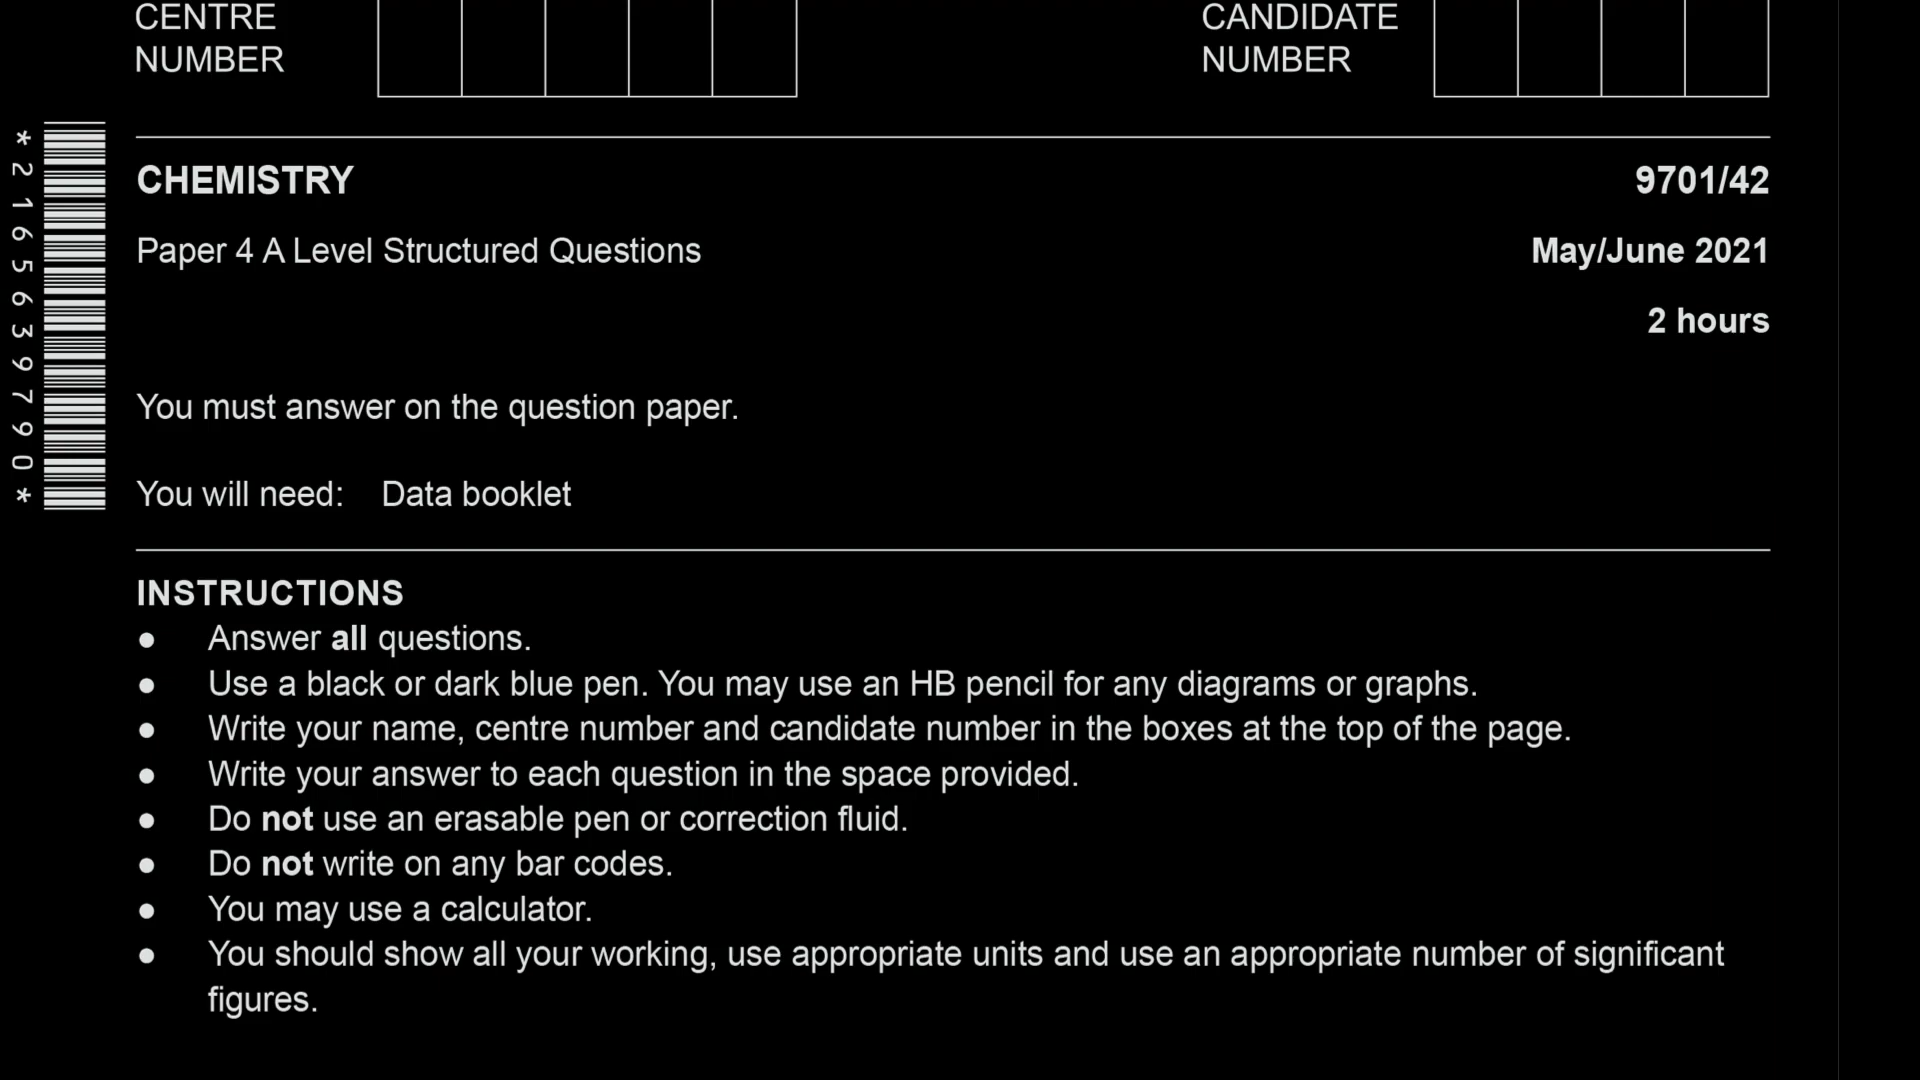 CENTRE
NUMBER
CANDIDATE
NUMBER
*2165639790*
CHEMISTRY 9701/42
Paper 4 A Level Structured Questions May/June 2021
2 hours
You must answer on the question paper.
You will need: Data booklet
INSTRUCTIONS
● Answer all questions.
● Use a black or dark blue pen. You may use an HB pencil for any diagrams or graphs.
● Write your name, centre number and candidate number in the boxes at the top of the page.
● Write your answer to each question in the space provided.
● Do not use an erasable pen or correction fluid.
● Do not write on any bar codes.
● You may use a calculator.
● You should show all your working, use appropriate units and use an appropriate number of significant
figures.